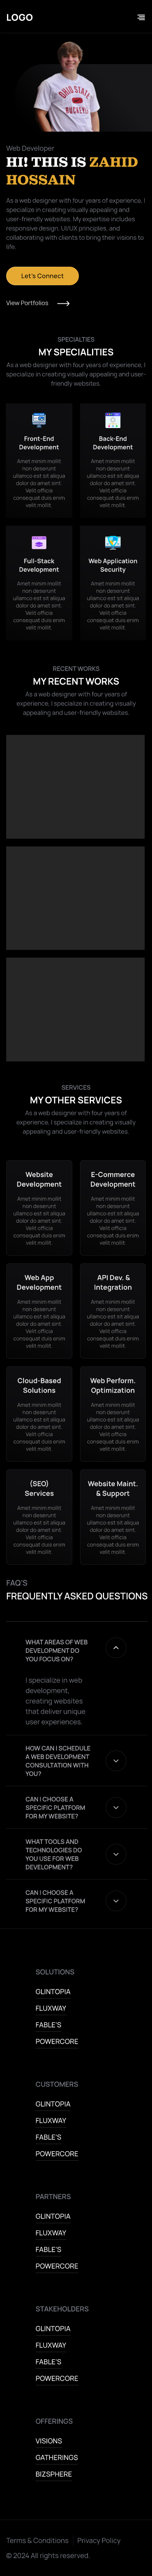 LOGO
OHIO STATE
BUCKEYES
Web Developer
HI! THIS IS ZAHID
HOSSAIN
As a web designer with four years of experience, I
specialize in creating visually appealing and
user-friendly websites. My expertise includes
responsive design, UI/UX principles, and
collaborating with clients to bring their visions to
life.
Let's Connect
View Portfolios
SPECIALTIES
MY SPECIALITIES
As a web designer with four years of experience, I
specialize in creating visually appealing and user-
friendly websites.
Front-End
Development
Amet minim mollit
non deserunt
ullamco est sit aliqua
dolor do amet sint.
Velit officia
consequat duis enim
velit mollit.
Back-End
Development
Amet minim mollit
non deserunt
ullamco est sit aliqua
dolor do amet sint.
Velit officia
consequat duis enim
velit mollit.
Full-Stack
Development
Amet minim mollit
non deserunt
ullamco est sit aliqua
dolor do amet sint.
Velit officia
consequat duis enim
velit mollit.
Web Application
Security
Amet minim mollit
non deserunt
ullamco est sit aliqua
dolor do amet sint.
Velit officia
consequat duis enim
velit mollit.
RECENT WORKS
MY RECENT WORKS
As a web designer with four years of
experience, I specialize in creating visually
appealing and user-friendly websites.
SERVICES
MY OTHER SERVICES
As a web designer with four years of
experience, I specialize in creating visually
appealing and user-friendly websites.
Website
Development
Amet minim mollit
non deserunt
ullamco est sit aliqua
dolor do amet sint.
Velit officia
consequat duis enim
velit mollit.
E-Commerce
Development
Amet minim mollit
non deserunt
ullamco est sit aliqua
dolor do amet sint.
Velit officia
consequat duis enim
velit mollit.
Web App
Development
Amet minim mollit
non deserunt
ullamco est sit aliqua
dolor do amet sint.
Velit officia
consequat duis enim
velit mollit.
API Dev. &
Integration
Amet minim mollit
non deserunt
ullamco est sit aliqua
dolor do amet sint.
Velit officia
consequat duis enim
velit mollit.
Cloud-Based
Solutions
Amet minim mollit
non deserunt
ullamco est sit aliqua
dolor do amet sint.
Velit officia
consequat duis enim
velit mollit.
Web Perform.
Optimization
Amet minim mollit
non deserunt
ullamco est sit aliqua
dolor do amet sint.
Velit officia
consequat duis enim
velit mollit.
(SEO)
Services
Amet minim mollit
non deserunt
ullamco est sit aliqua
dolor do amet sint.
Velit officia
consequat duis enim
velit mollit.
Website Maint.
& Support
Amet minim mollit
non deserunt
ullamco est sit aliqua
dolor do amet sint.
Velit officia
consequat duis enim
velit mollit.
FAQ'S
FREQUENTLY ASKED QUESTIONS
WHAT AREAS OF WEB
DEVELOPMENT DO
YOU FOCUS ON?
I specialize in web
development,
creating websites
that deliver unique
user experiences.
HOW CAN I SCHEDULE
A WEB DEVELOPMENT
CONSULTATION WITH
YOU?
CAN I CHOOSE A
SPECIFIC PLATFORM
FOR MY WEBSITE?
WHAT TOOLS AND
TECHNOLOGIES DO
YOU USE FOR WEB
DEVELOPMENT?
CAN I CHOOSE A
SPECIFIC PLATFORM
FOR MY WEBSITE?
SOLUTIONS
GLINTOPIA
FLUXWAY
FABLE'S
POWERCORE
CUSTOMERS
GLINTOPIA
FLUXWAY
FABLE'S
POWERCORE
PARTNERS
GLINTOPIA
FLUXWAY
FABLE'S
POWERCORE
STAKEHOLDERS
GLINTOPIA
FLUXWAY
FABLE'S
POWERCORE
OFFERINGS
VISIONS
GATHERINGS
BIZSPHERE
Terms & Conditions
Privacy Policy
© 2024 All rights reserved.